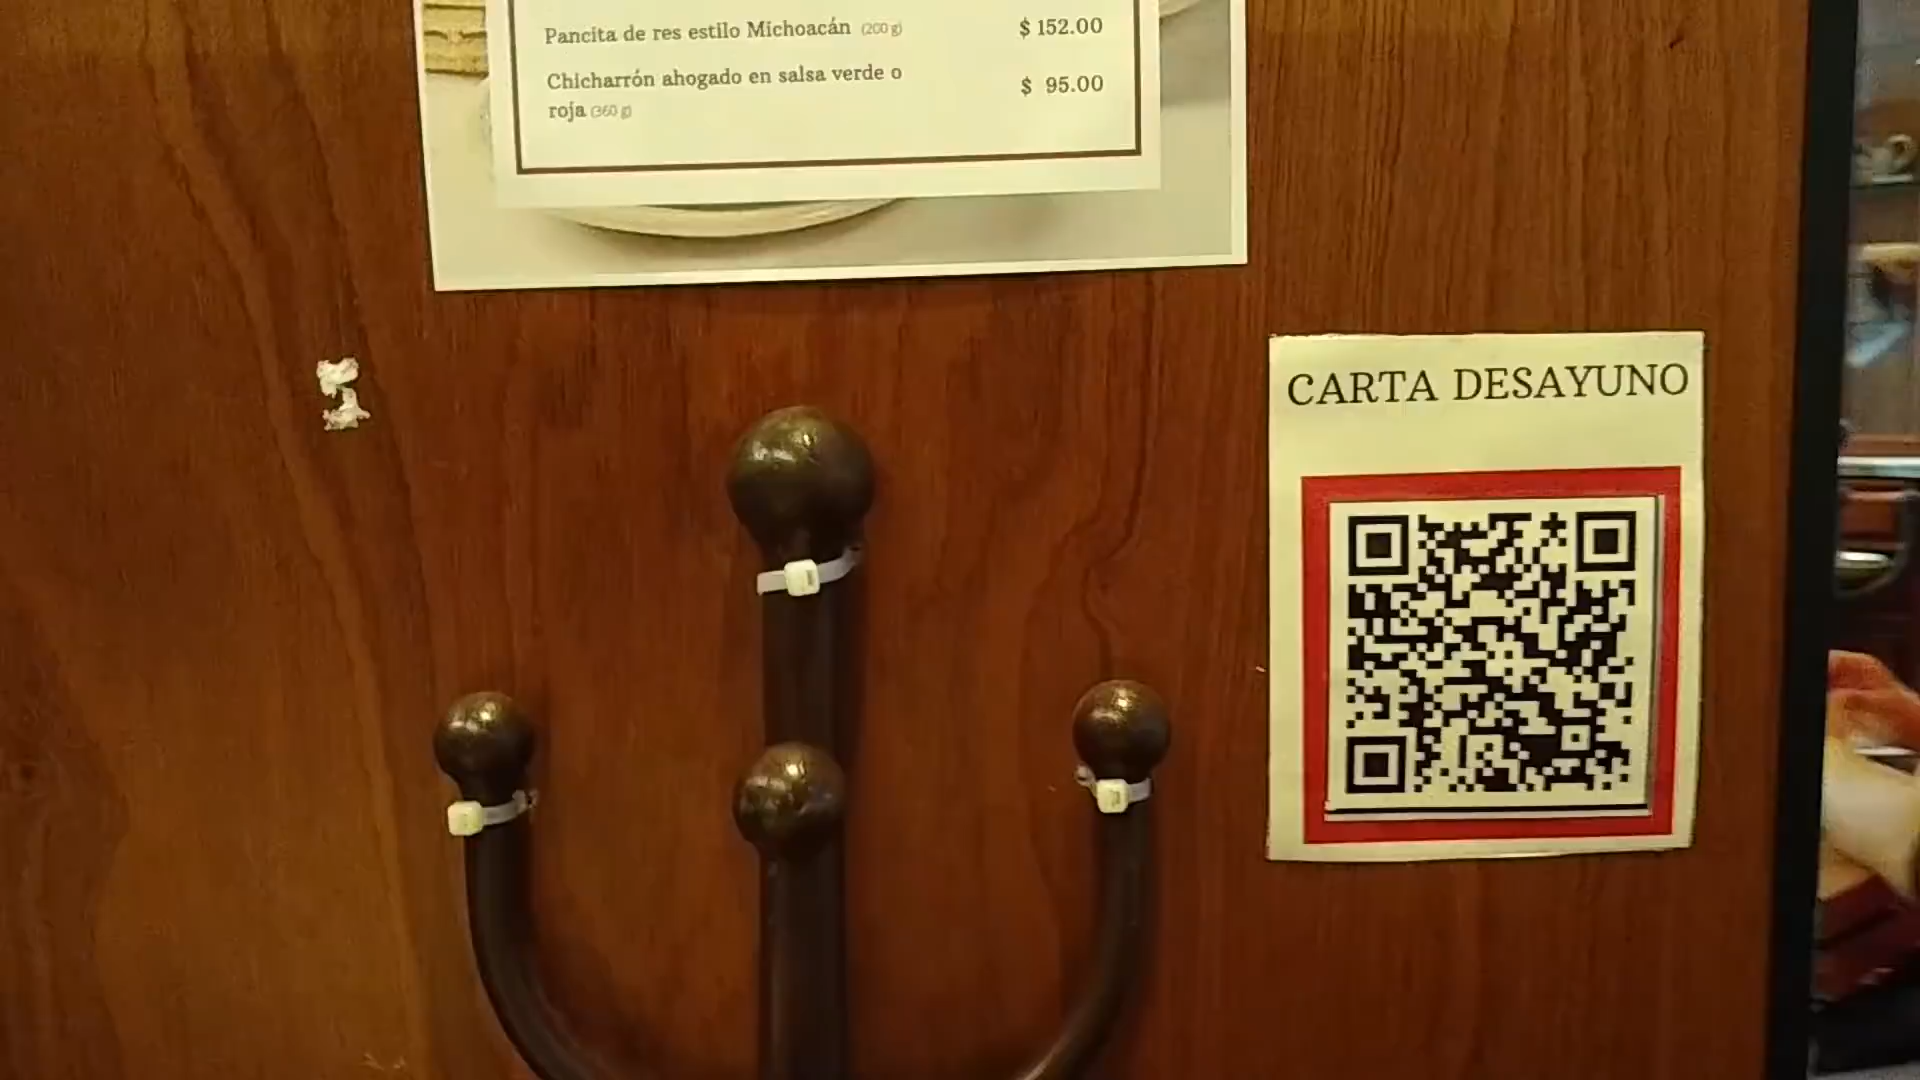 Pancita de res estilo Michoacán (200 g) $ 152.00
Chicharrón ahogado en salsa verde o $ 95.00
roja (360 g)
CARTA DESAYUNO